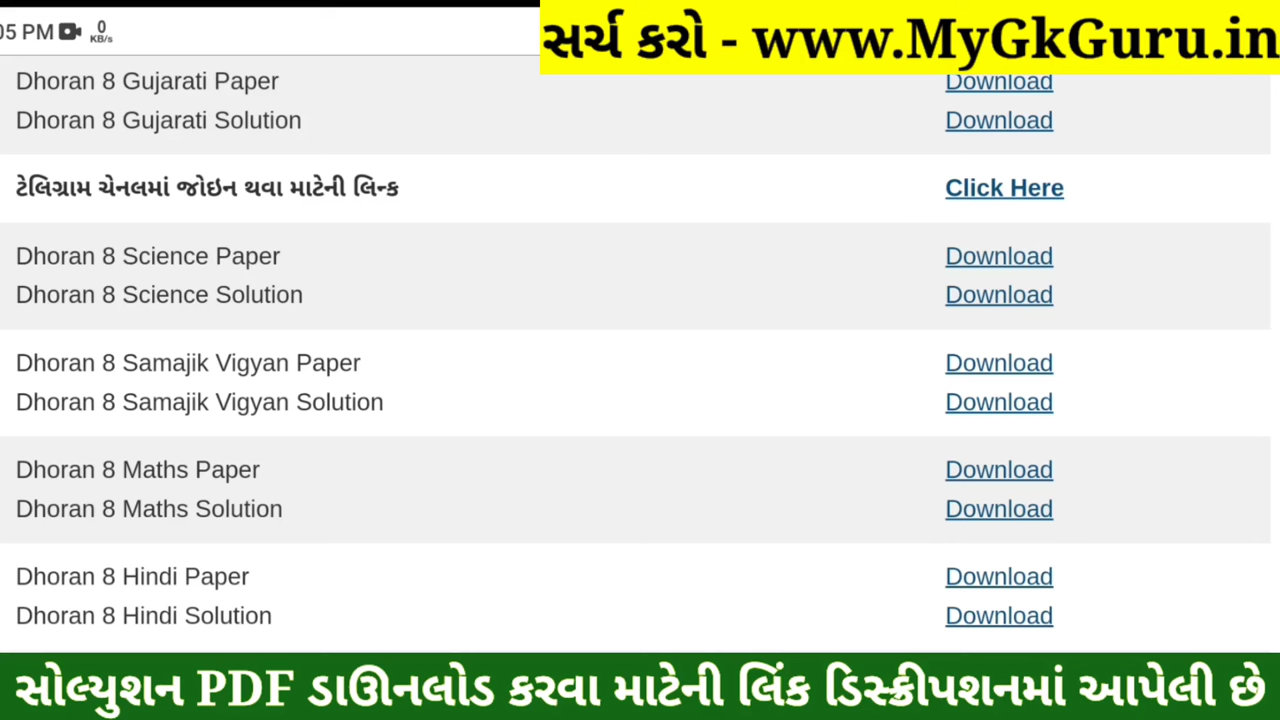 05 PM 0 KB/s
સર્ચ કરો - www.MyGkGuru.in
Dhoran 8 Gujarati Paper Download
Dhoran 8 Gujarati Solution Download
ટેલિગ્રામ ચેનલમાં જોઇન થવા માટેની લિન્ક Click Here
Dhoran 8 Science Paper Download
Dhoran 8 Science Solution Download
Dhoran 8 Samajik Vigyan Paper Download
Dhoran 8 Samajik Vigyan Solution Download
Dhoran 8 Maths Paper Download
Dhoran 8 Maths Solution Download
Dhoran 8 Hindi Paper Download
Dhoran 8 Hindi Solution Download
સોલ્યુશન PDF ડાઊનલોડ કરવા માટેની લિંક ડિસ્ક્રીપશનમાં આપેલી છે